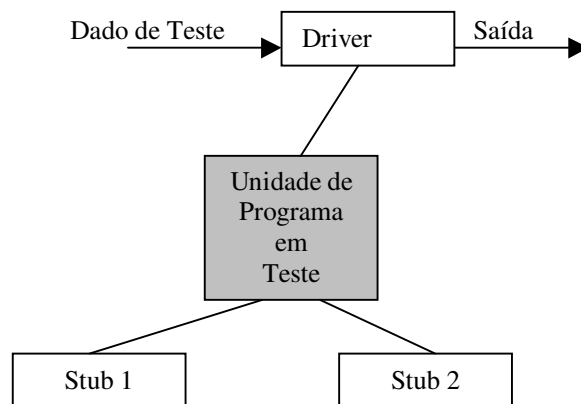 Dado de Teste
Driver
Saída
Unidade de
Programa
em
Teste
Stub 1
Stub 2